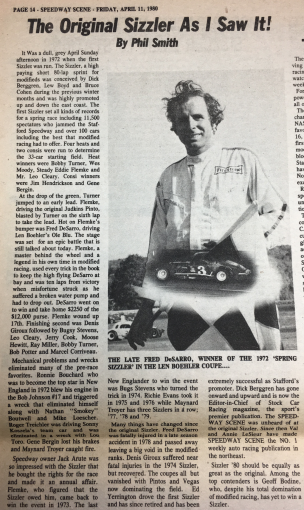 PAGE 14 - SPEEDWAY SCENE - FRIDAY, APRIL 11, 1980
The Original Sizzler As I Saw It!
By Phil Smith
It Was a dull, grey April Sunday
afternoon in 1972 when the first
Sizzler was run. The Sizzler, a high
paying short 80-lap sprint for
modifieds was conceived by Dick
Berggren, Lew Boyd and Bruce
Cohen during the previous winter
months and was highly promoted
up and down the east coast. The
first Sizzler set all kinds of records
for a spring race including 11,500
spectators who jammed the Staf-
ford Speedway and over 100 cars
including the best that modified
racing had to offer. Four heats and
two consis were run to determine
the 33-car starting field. Heat
winners were Bobby Turner, Wes
Moody, Steady Eddie Flemke and
Mr. Leo Cleary. Consi winners
were Jim Hendrickson and Gene
Bergin.
At the drop of the green, Turner
jumped to an early lead. Flemke,
driving the original Judkins Pinto,
blasted by Turner on the sixth lap
to take the lead. Hot on Flemke's
bumper was Fred DeSarro, driving
Len Boehler's Ole Blu. The stage
was set for an epic battle that is
still talked about today. Flemke, a
master behind the wheel and a
legend in his own time in modified
racing, used every trick in the book
to keep the high flying DeSarro at
bay and was ten laps from victory
when misfortune struck as he
suffered a broken water pump and
had to drop out. DeSarro went on
to win and take home $2250 of the
$12,000 purse. Flemke wound up
17th. Finishing second was Denis
Giroux followed by Bugsy Stevens,
Leo Cleary, Jerry Cook, Moose
Hewitt, Ray Miller, Bobby Turner,
Bob Potter and Marcel Corriveau.
Mechanical problems and wrecks
eliminated many of the pre-race
favorites. Ronnie Bouchard who
was to become the top star in New
England in 1972 blew his engine in
the Bob Johnson #17 and triggered
a wreck that eliminated himself
along with Nathan "Smokey"
Boutwell and Mike Loescher.
Roger Treichler was driving Sonny
Koszela's team car and was
eliminated in a wreck with Lou
Toro. Gene Bergin lost his brakes
and Maynard Troyer caught fire.
Speedway owner Jack Arute was
so impressed with the Sizzler that
he bought the rights for the race
and made it an annual affair.
Flemke, who figured that the
Sizzler owed him, came back to
win the event in 1973. The last
THE LATE FRED DeSARRO, WINNER OF THE 1972 'SPRING
SIZZLER' IN THE LEN BOEHLER COUPE....
New Englander to win the event
was Bugs Stevens who turned the
trick in 1974. Richie Evans took it
in 1975 and 1976 while Maynard
Troyer has three Sizzlers in a row;
'77, '78 and '79.
Many things have changed since
the original Sizzler. Fred DeSarro
was fatally injured in a late season
accident in 1978 and passed away
leaving a big void in the modified
ranks. Denis Giroux suffered near
fatal injuries in the 1974 Sizzler,
but recovered. The coupes all but
vanished with Pintos and Vegas
now dominating the field. Ed
Yerrington drove the first Sizzler
and has since retired and been
extremely successful as Stafford's
promoter. Dick Berggren has gone
onward and upward and is now the
Editor-in-Chief of Stock Car
Racing magazine, the sport's
premier publication. The SPEED-
WAY SCENE was unheard of at
the original Sizzler. Since then Val
and company have made
SPEEDWAY SCENE the NO. 1
weekly auto racing publication in
the northeast.
Sizzler '80 should be equally as
great as the original. Among the
top contenders is Geoff Bodine,
who, despite his total domination
of modified racing, has yet to win a
Sizzler.